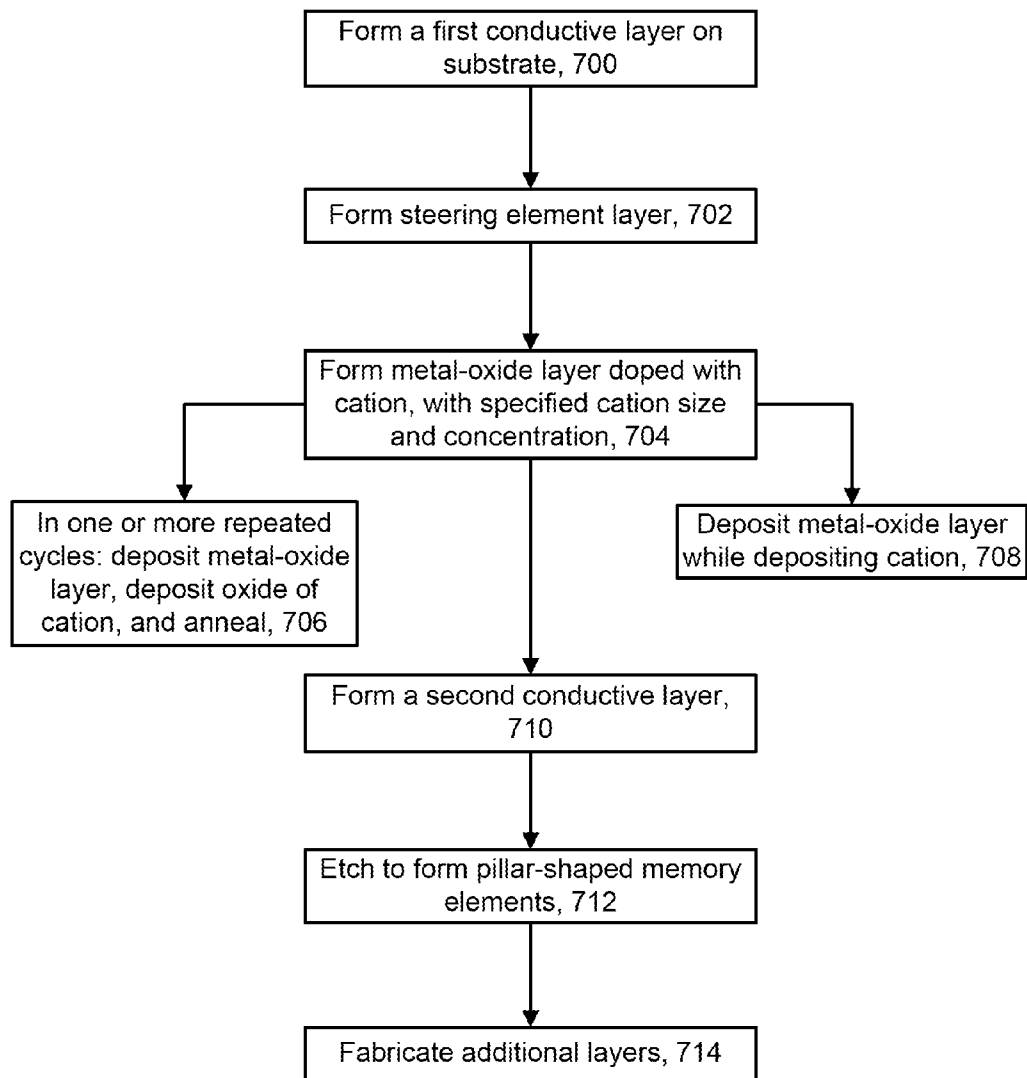 Form a first conductive layer on
substrate, 700
Form steering element layer, 702
Form metal-oxide layer doped with
cation, with specified cation size
and concentration, 704
In one or more repeated
cycles: deposit metal-oxide
layer, deposit oxide of
cation, and anneal, 706
Deposit metal-oxide layer
while depositing cation, 708
Form a second conductive layer,
710
Etch to form pillar-shaped memory
elements, 712
Fabricate additional layers, 714